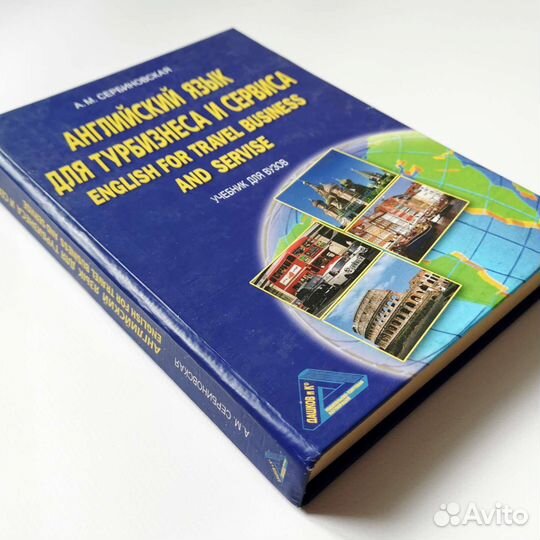 А. М. СЕРБИНОВСКАЯ
АНГЛИЙСКИЙ ЯЗЫК
ДЛЯ ТУРБИЗНЕСА И СЕРВИСА
ENGLISH FOR TRAVEL BUSINESS
AND SERVISE
УЧЕБНИК ДЛЯ ВУЗОВ
ДАШКОВ и К°
А. М. СЕРБИНОВСКАЯ
АНГЛИЙСКИЙ ЯЗЫК ДЛЯ ТУРБИЗНЕСА И СЕ
ENGLISH FOR TRAVEL BUSINESS AND SERVISE
Avito